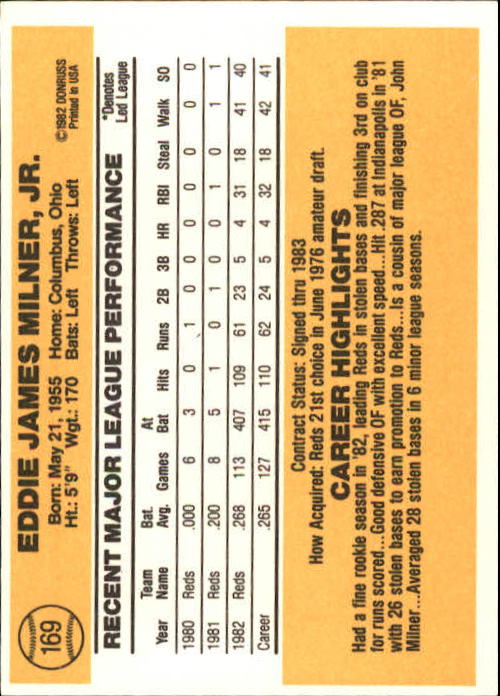 169
EDDIE JAMES MILNER, JR.
Born: May 21, 1955 Home: Columbus, Ohio
Ht.: 5'9" Wgt.: 170 Bats: Left Throws: Left
©1982 DONRUSS
Printed in USA
RECENT MAJOR LEAGUE PERFORMANCE
*Denotes
Led League
Year Team Name Bat. Avg. Games At Bat Hits Runs 2B 3B HR RBI Steal Walk SO
1980 Reds .000 6 3 0 1 0 0 0 0 0 0 0
1981 Reds .200 8 5 1 0 1 0 0 1 0 1 1
1982 Reds .268 113 407 109 61 23 5 4 31 18 41 40
Career .265 127 415 110 62 24 5 4 32 18 42 41
Contract Status: Signed thru 1983
How Acquired: Reds 21st choice in June 1976 amateur draft.
CAREER HIGHLIGHTS
Had a fine rookie season in '82, leading Reds in stolen bases and finishing 3rd on club
for runs scored...Good defensive OF with excellent speed...Hit .287 at Indianapolis in '81
with 26 stolen bases to earn promotion to Reds...Is a cousin of major league OF, John
Milner...Averaged 28 stolen bases in 6 minor league seasons.